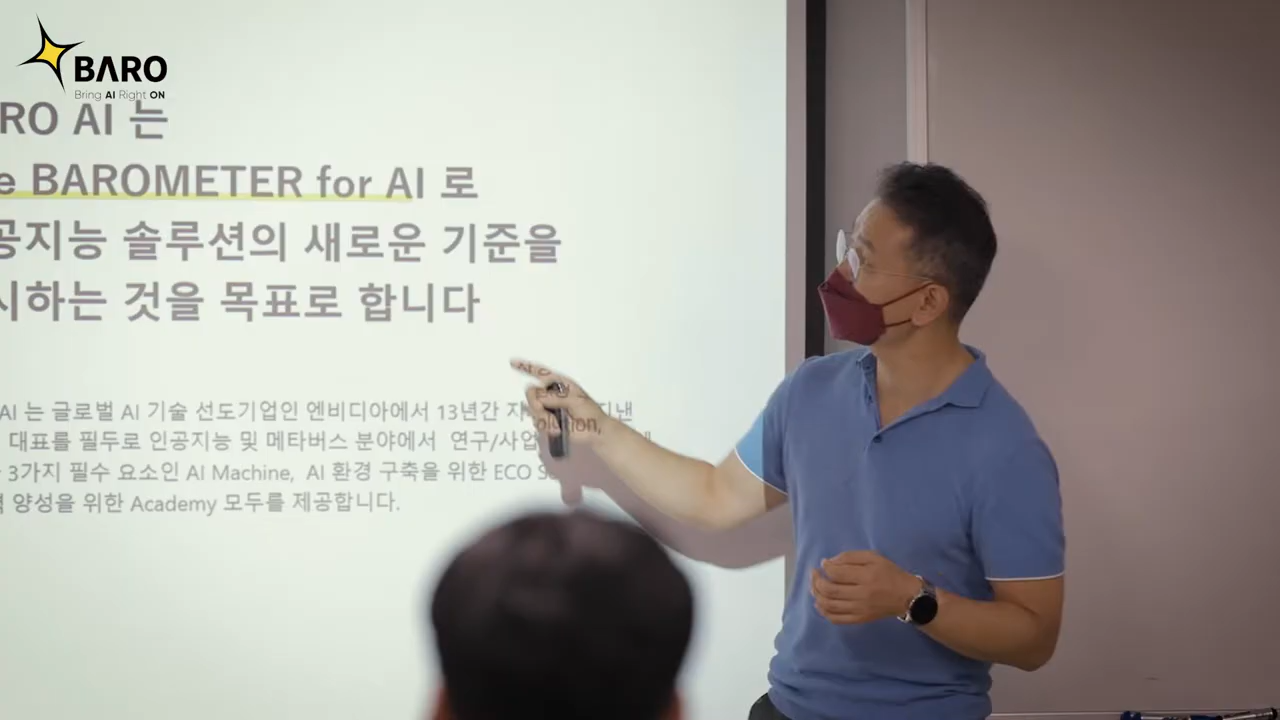 BARO
Bring AI Right ON
RO AI 는
e BAROMETER for AI 로
공지능 솔루션의 새로운 기준을
시하는 것을 목표로 합니다
AI 는 글로벌 AI 기술 선도기업인 엔비디아에서 13년간
대표를 필두로 인공지능 및 메타버스 분야에서 연구/사업
3가지 필수 요소인 AI Machine, AI 환경 구축을 위한 ECO
양성을 위한 Academy 모두를 제공합니다.